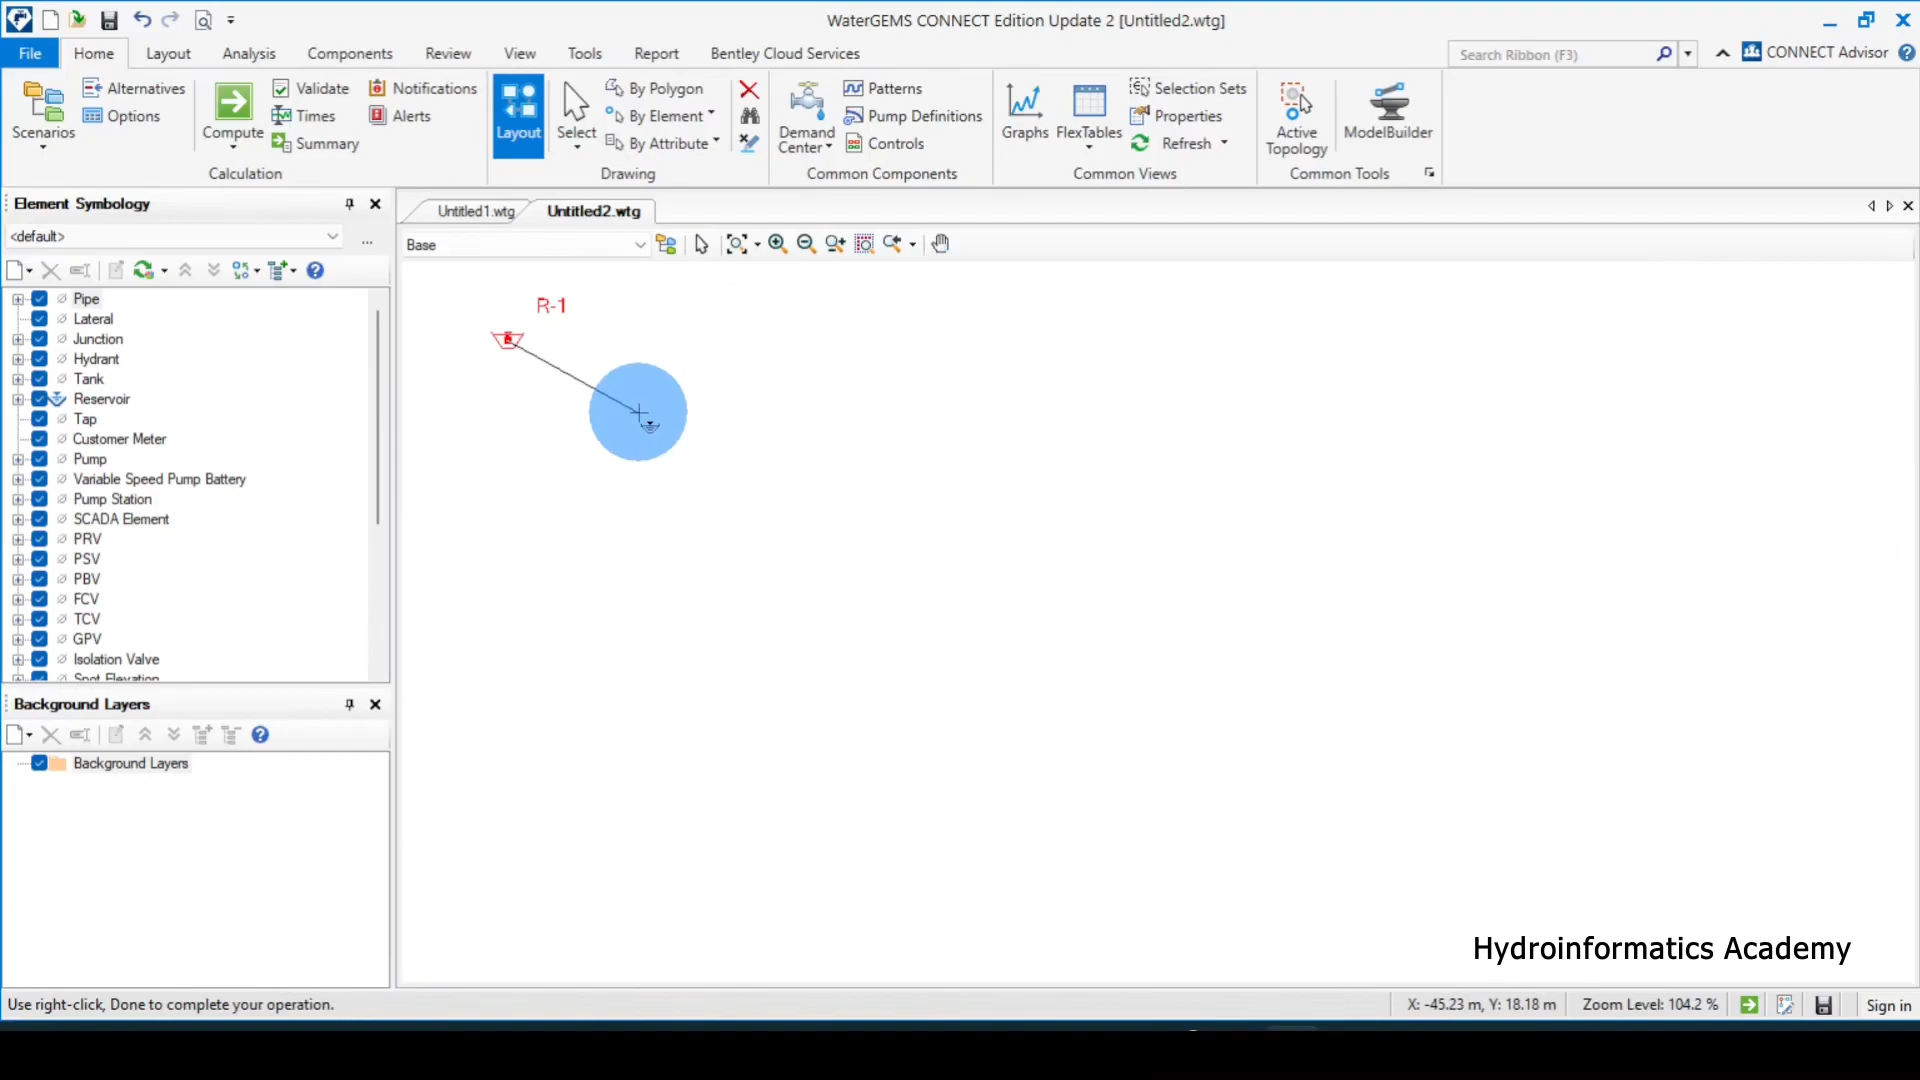 WaterGEMS CONNECT Edition Update 2 [Untitled2.wtg]
File Home Layout Analysis Components Review View Tools Report Bentley Cloud Services Search Ribbon (F3) CONNECT Advisor
Scenarios Alternatives Options
Compute Validate Times Summary Notifications Alerts
Calculation
Layout Select By Polygon By Element By Attribute
Drawing
Demand Center Patterns Pump Definitions Controls
Common Components
Graphs FlexTables Selection Sets Properties Refresh
Common Views
Active Topology ModelBuilder
Common Tools
Element Symbology
<default>
...
Pipe
Lateral
Junction
Hydrant
Tank
Reservoir
Tap
Customer Meter
Pump
Variable Speed Pump Battery
Pump Station
SCADA Element
PRV
PSV
PBV
FCV
TCV
GPV
Isolation Valve
Spot Elevation
Background Layers
Background Layers
Untitled1.wtg Untitled2.wtg
Base
R-1
Hydroinformatics Academy
Use right-click, Done to complete your operation.
X: -45.23 m, Y: 18.18 m Zoom Level: 104.2 % Sign in